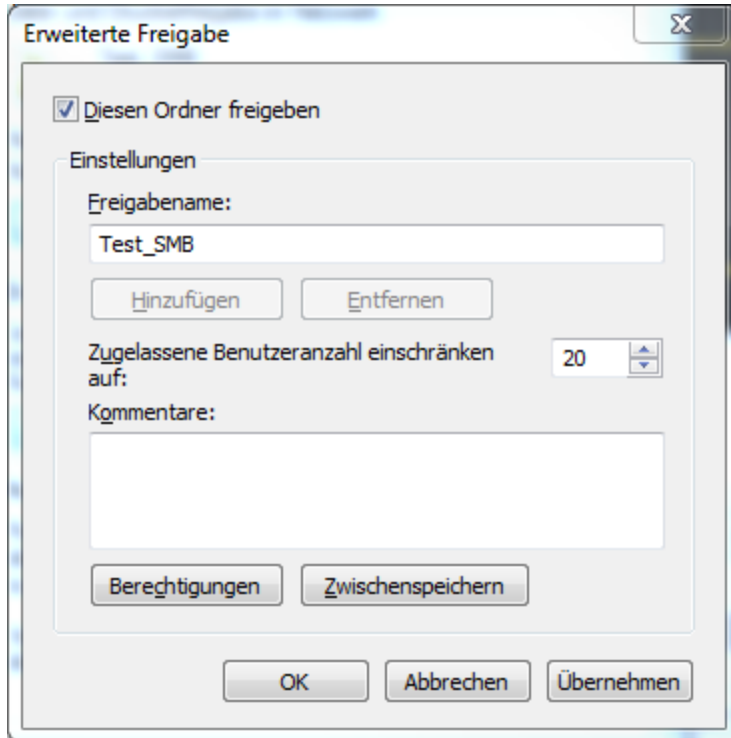 Erweiterte Freigabe
Diesen Ordner freigeben
Einstellungen
Freigabename:
Test_SMB
Hinzufügen
Entfernen
Zugelassene Benutzeranzahl einschränken
auf:
20
Kommentare:
Berechtigungen
Zwischenspeichern
OK
Abbrechen
Übernehmen